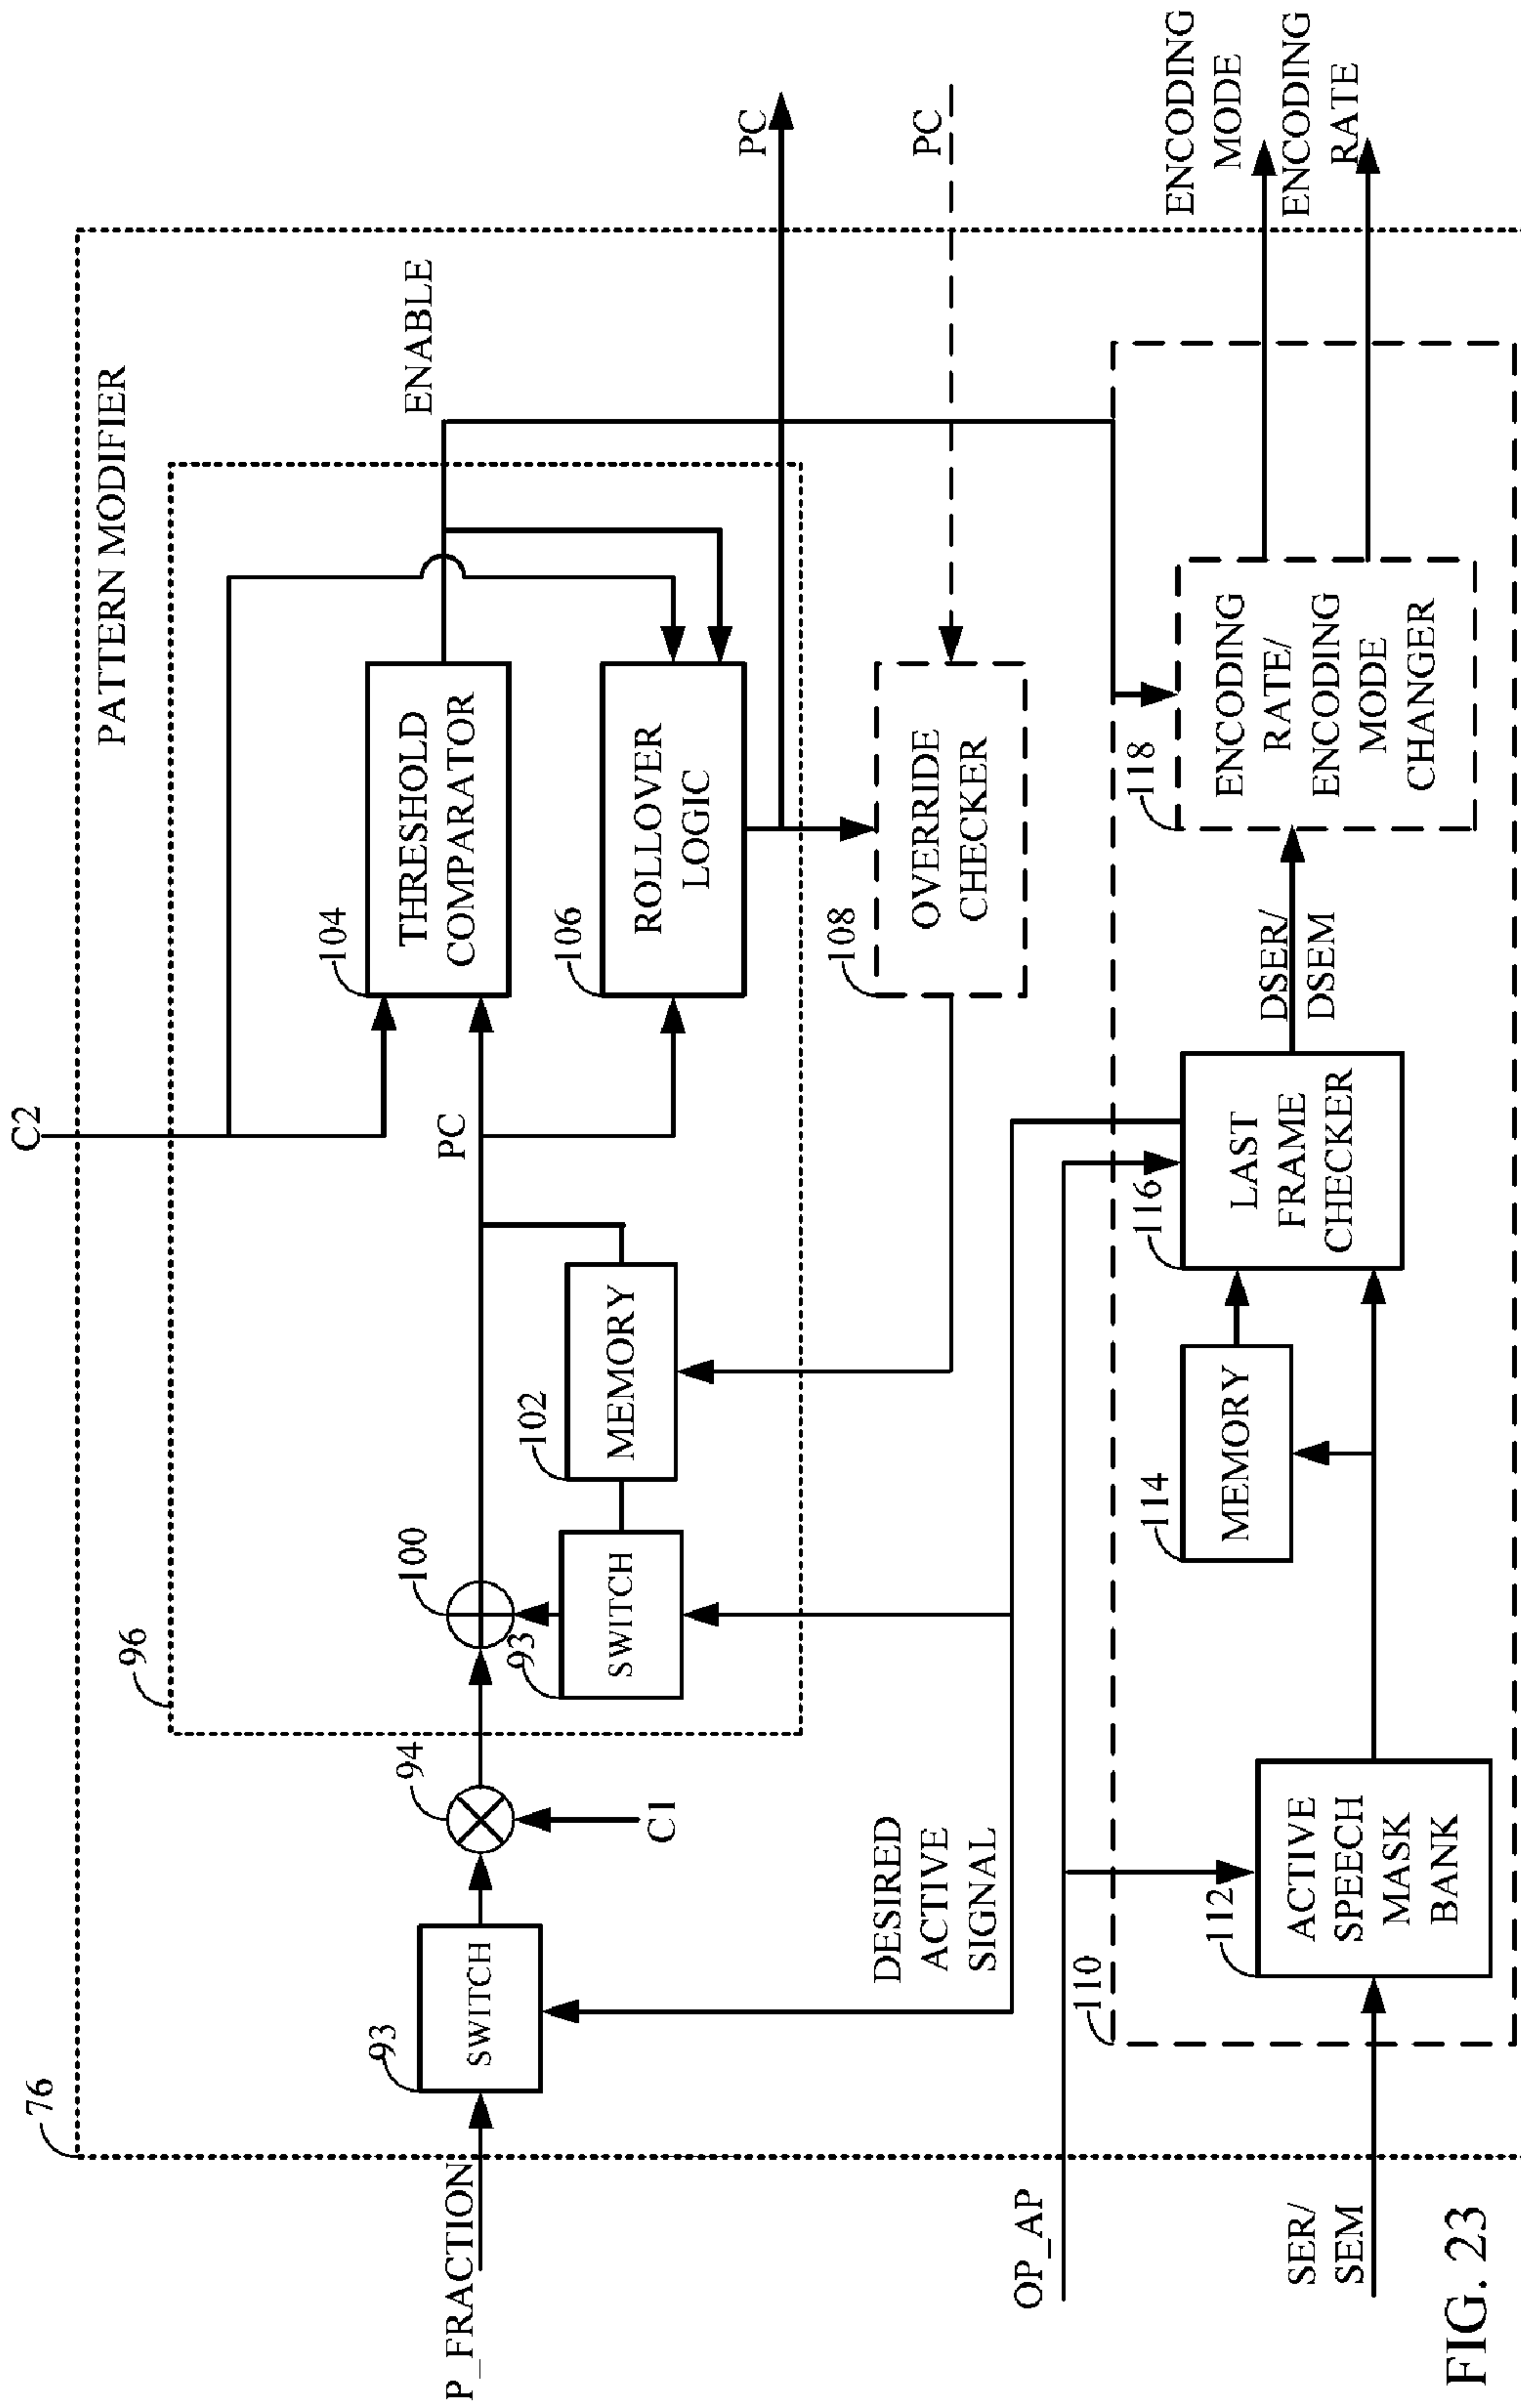 C2
76
PATTERN MODIFIER
96
ENABLE
P_FRACTION
93
SWITCH
94
C1
100
93
SWITCH
102
MEMORY
PC
104
THRESHOLD
COMPARATOR
106
ROLLOVER
LOGIC
PC
108
OVERRIDE
CHECKER
PC
DESIRED
ACTIVE
SIGNAL
OP_AP
110
SER/
SEM
112
ACTIVE
SPEECH
MASK
BANK
114
MEMORY
116
LAST
FRAME
CHECKER
DSER/
DSEM
118
ENCODING
RATE/
ENCODING
MODE
CHANGER
ENCODING
MODE
ENCODING
RATE
FIG. 23